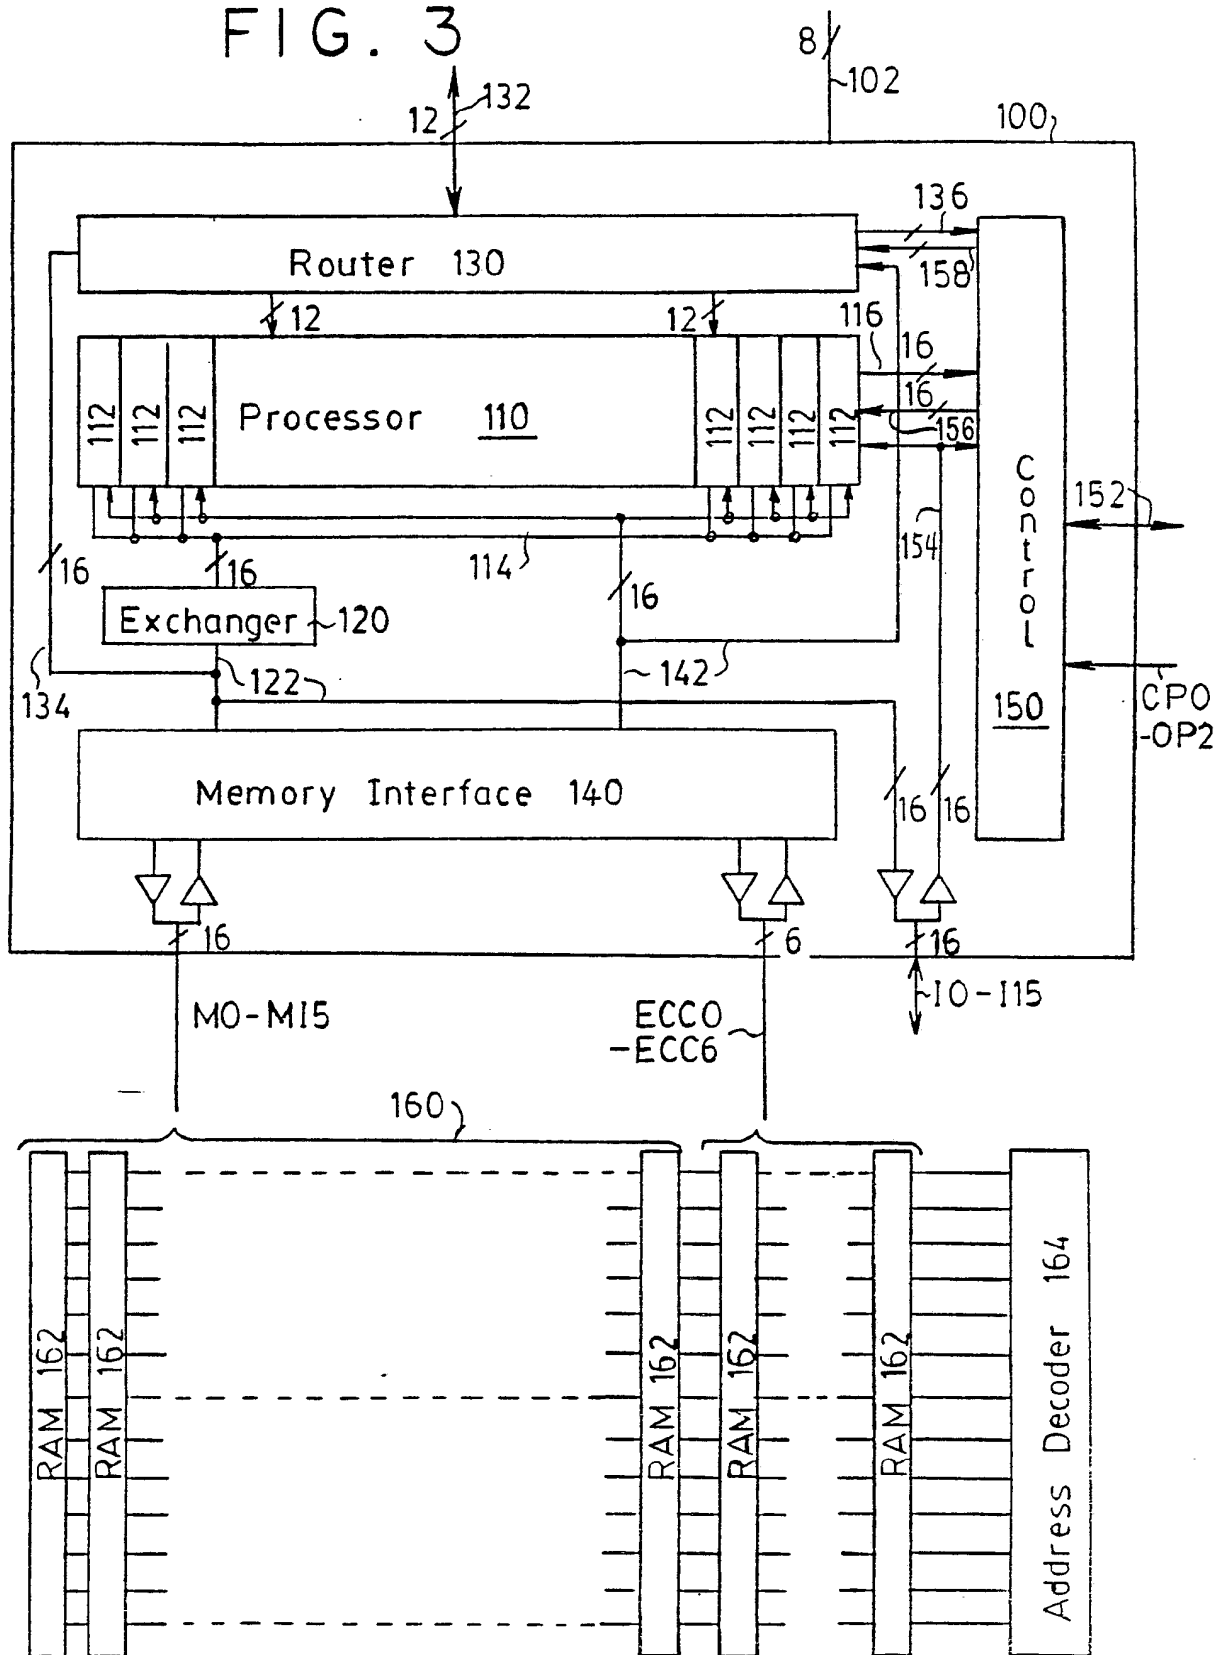 FIG. 3
8
102
132
12
100
136
Router 130
158
12
12
116
16
112
112
112
Processor 110
112
112
112
112
16
156
Control
152
16
16
114
154
16
Exchanger
120
134
122
142
150
CP0
-OP2
Memory Interface 140
16
16
16
6
16
M0-M15
ECC0
-ECC6
I0-I15
160
RAM 162
RAM 162
RAM 162
RAM 162
RAM 162
Address Decoder 164